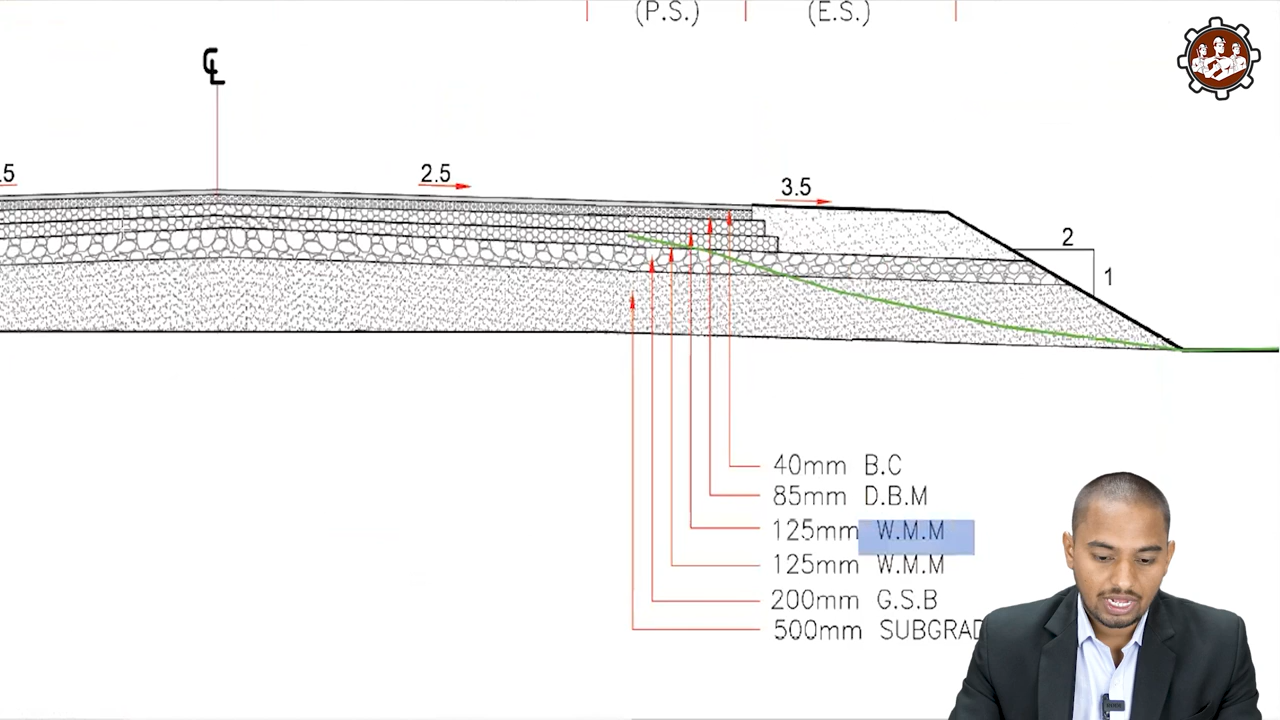 (P.S.) (E.S.)
℄
.5 2.5 3.5
2
1
40mm B.C
85mm D.B.M
125mm W.M.M
125mm W.M.M
200mm G.S.B
500mm SUBGRAD